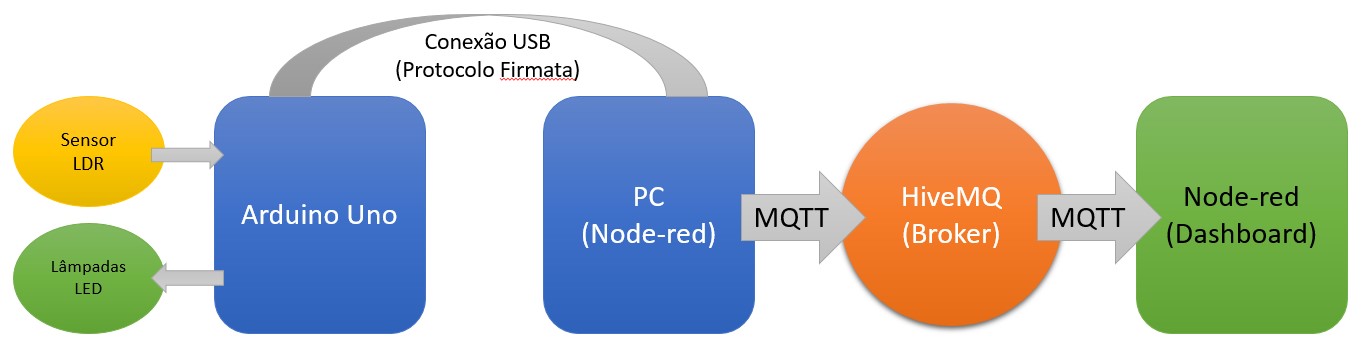 Conexão USB
(Protocolo Firmata)
Sensor
LDR
Arduino Uno
Lâmpadas
LED
PC
(Node-red)
MQTT
HiveMQ
(Broker)
MQTT
Node-red
(Dashboard)